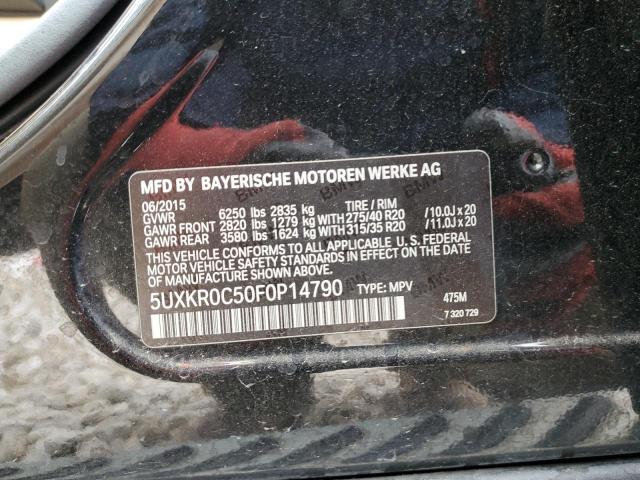 MFD BY BAYERISCHE MOTOREN WERKE AG
06/2015
GVWR 6250 lbs 2835 kg TIRE / RIM
GAWR FRONT 2820 lbs 1279 kg WITH 275/40 R20 /10.0J x 20
GAWR REAR 3580 lbs 1624 kg WITH 315/35 R20 /11.0J x 20
THIS VEHICLE CONFORMS TO ALL APPLICABLE U. S. FEDERAL
MOTOR VEHICLE SAFETY STANDARDS IN EFFECT ON THE DATE
OF MANUFACTURE SHOWN ABOVE.
5UXKR0C50F0P14790 TYPE: MPV 475M
7 320 729